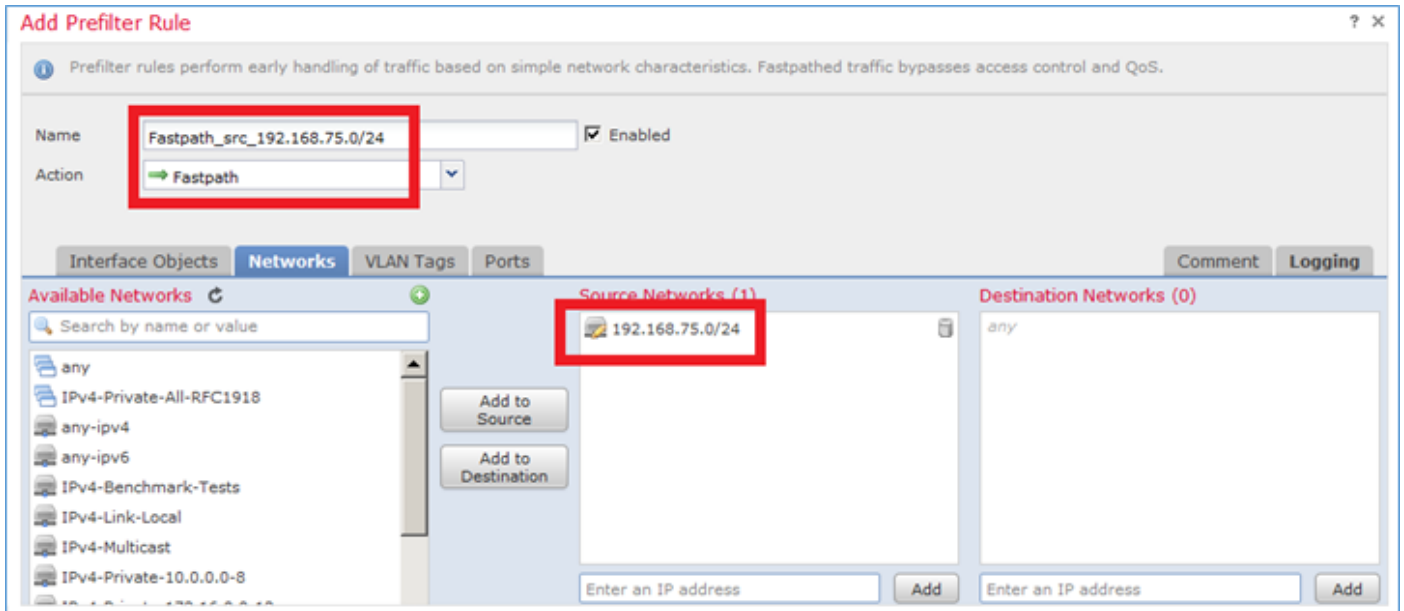 Add Prefilter Rule
Prefilter rules perform early handling of traffic based on simple network characteristics. Fastpathed traffic bypasses access control and QoS.
Name Fastpath_src_192.168.75.0/24 Enabled
Action Fastpath
Interface Objects Networks VLAN Tags Ports Comment Logging
Available Networks
Search by name or value
any
IPv4-Private-All-RFC1918
any-ipv4
any-ipv6
IPv4-Benchmark-Tests
IPv4-Link-Local
IPv4-Multicast
IPv4-Private-10.0.0.0-8
Add to Source
Add to Destination
Source Networks (1)
192.168.75.0/24
Enter an IP address Add
Destination Networks (0)
any
Enter an IP address Add